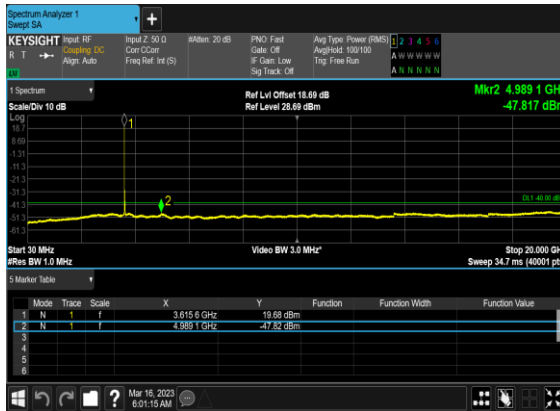 Spectrum Analyzer 1
Swept SA
+
KEYSIGHT
R T
LXI
Input: RF
Coupling: DC
Align: Auto
Input Z: 50 Ω
Corr CCorr
Freq Ref: Int (S)
#Atten: 20 dB
PNO: Fast
Gate: Off
IF Gain: Low
Sig Track: Off
Avg Type: Power (RMS)
Avg|Hold: 100/100
Trig: Free Run
1 2 3 4 5 6
A W W W W W
A N N N N N
1 Spectrum
Scale/Div 10 dB
Ref Lvl Offset 18.69 dB
Ref Level 28.69 dBm
Mkr2 4.989 1 GHz
-47.817 dBm
Log
18.7
8.69
-1.31
-11.3
-21.3
-31.3
-41.3
-51.3
-61.3
1
2
DL1 -40.00 dB
Start 30 MHz
#Res BW 1.0 MHz
Video BW 3.0 MHz*
Stop 20.000 GH
Sweep 34.7 ms (40001 pt
5 Marker Table
Mode Trace Scale X Y Function Function Width Function Value
1 N 1 f 3.615 6 GHz 19.68 dBm
2 N 1 f 4.989 1 GHz -47.82 dBm
3
4
5
6
?
Mar 16, 2023
6:01:15 AM